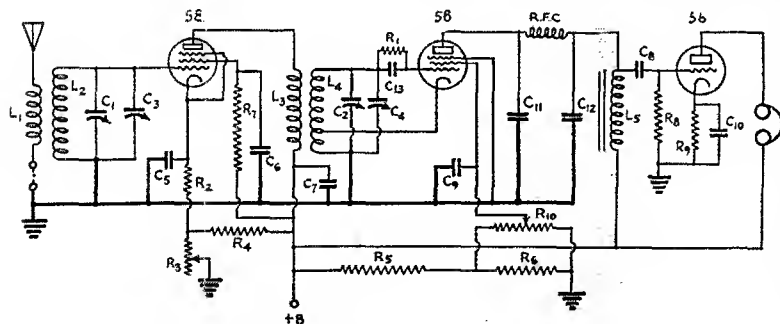 58
58
R.F.C
56
L1
L2
C1
C3
R7
C5
R2
C6
L3
L4
R1
C13
C2
C4
C7
C9
C11
C12
L5
C8
R8
R9
C10
R3
R4
R10
R5
R6
+B